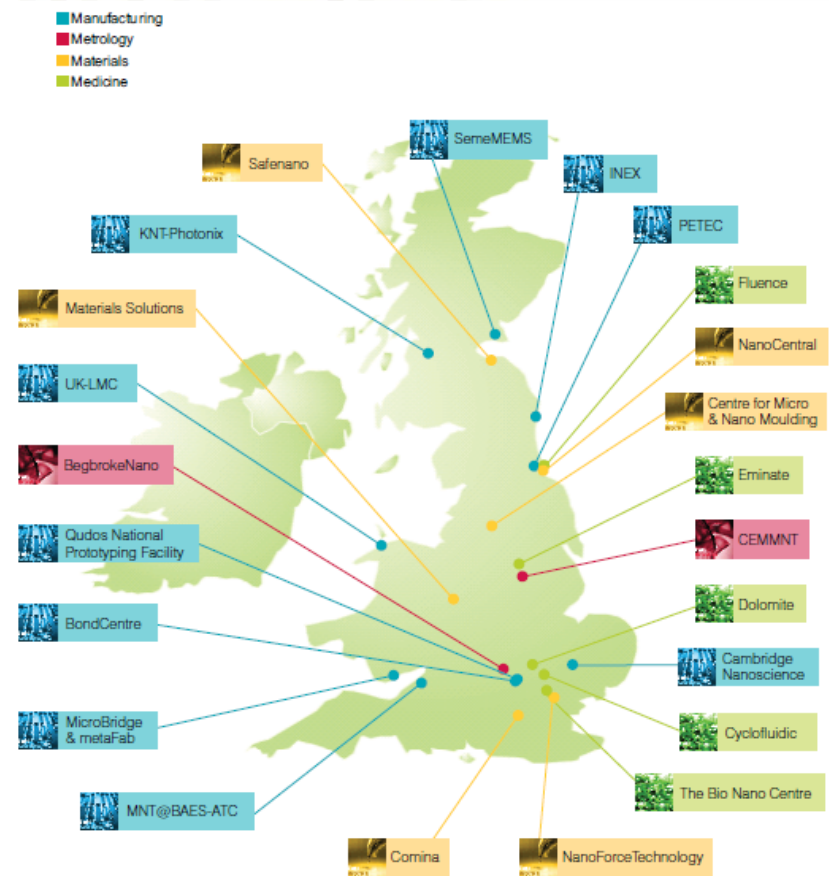 Manufacturing
Metrology
Materials
Medicine
SemeMEMS
Safenano
INEX
KNT-Photonix
PETEC
Fluence
Materials Solutions
NanoCentral
UK-LMC
Centre for Micro
& Nano Moulding
BegbrokeNano
Eminate
Qudos National
Prototyping Facility
CEMMNT
BondCentre
Dolomite
Cambridge
Nanoscience
MicroBridge
& metaFab
Cyclofluidic
The Bio Nano Centre
MNT@BAES-ATC
Comina
NanoForceTechnology